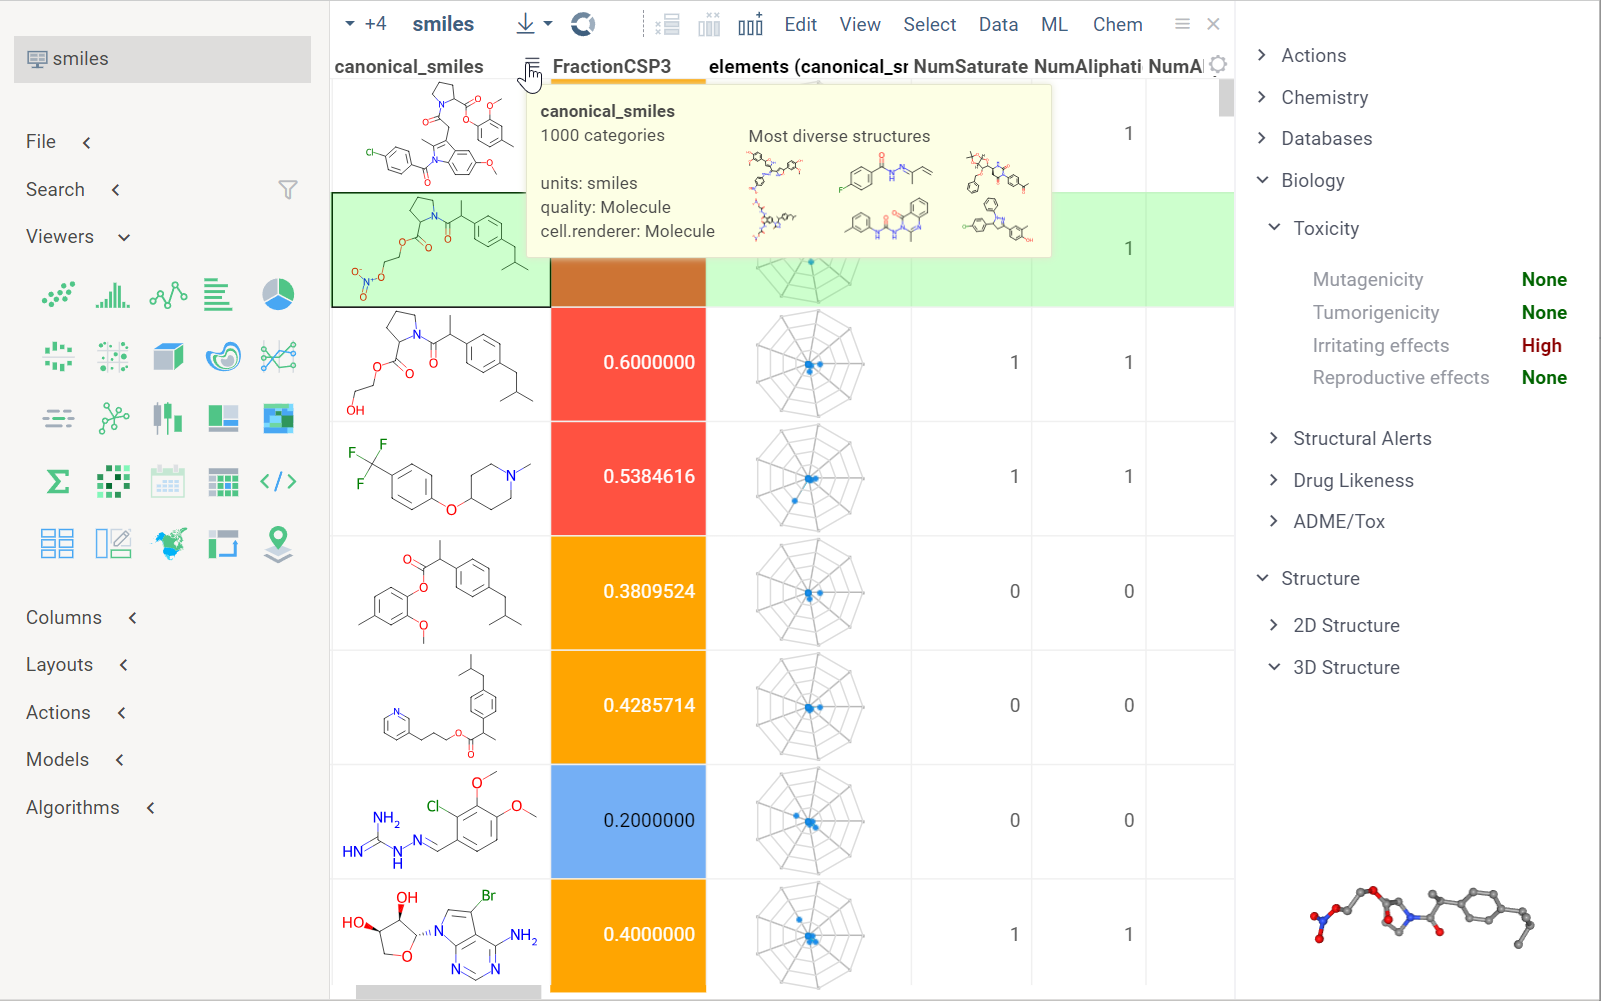 smiles
File
Search
Viewers
Columns
Layouts
Actions
Models
Algorithms
+4 smiles Edit View Select Data ML Chem
canonical_smiles FractionCSP3 elements (canonical_sr NumSaturate NumAliphati NumAl
canonical_smiles
1000 categories
Most diverse structures
units: smiles
quality: Molecule
cell.renderer: Molecule
N O O O O O Cl N O
1
N O O O O N+ O- O
1
N O O O OH
0.6000000 1 1
F F F O N
0.5384616 1 1
O O O
0.3809524 0 0
N O O
0.4285714 0 0
NH2 HN N H N Cl O O
0.2000000 0 0
OH HO O N Br NH2 N N
0.4000000 1 1
Actions
Chemistry
Databases
Biology
Toxicity
Mutagenicity None
Tumorigenicity None
Irritating effects High
Reproductive effects None
Structural Alerts
Drug Likeness
ADME/Tox
Structure
2D Structure
3D Structure